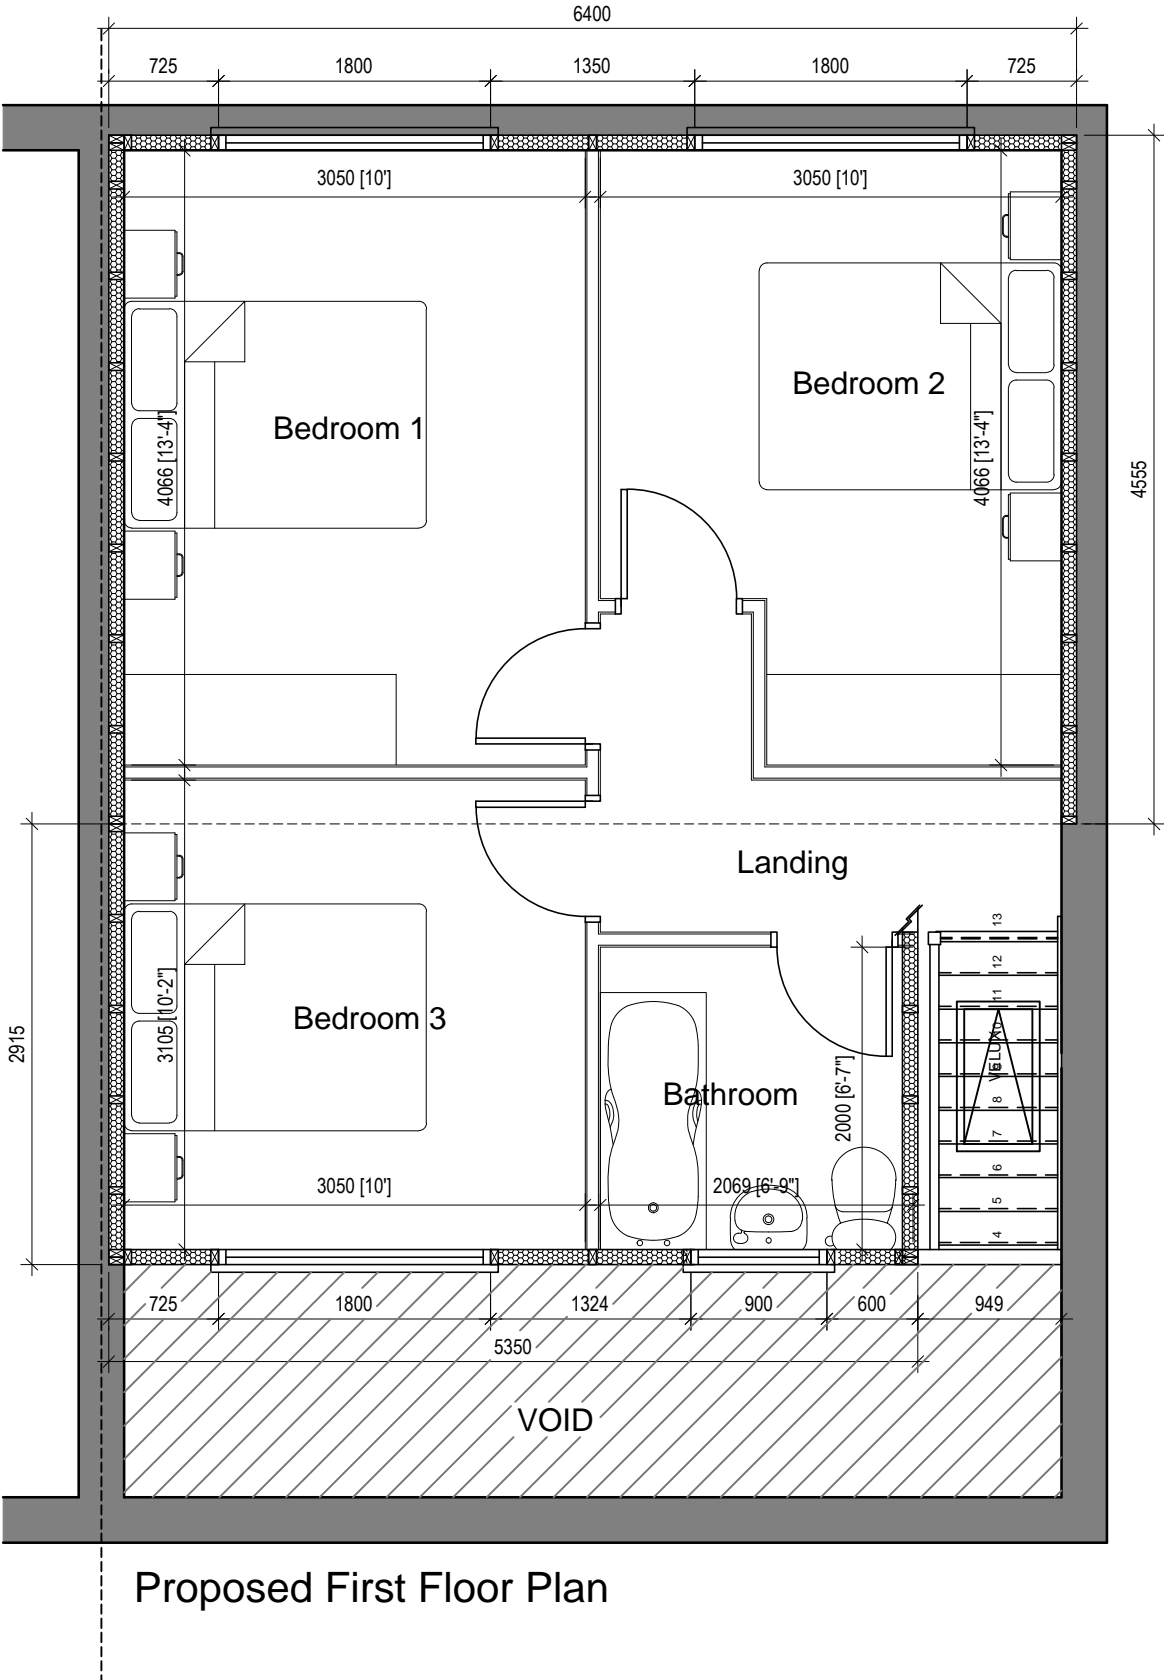 6400
725 1800 1350 1800 725
3050 [10'] 3050 [10']
Bedroom 2
Bedroom 1
4066 [13'-4"]
4066 [13'-4"]
4555
Landing
13
12
11
10
9
8
7
6
5
4
VELUX
Bedroom 3
3105 [10'-2"]
2915
Bathroom
2000 [6'-7"]
3050 [10'] 2069 [6'-9"]
725 1800 1324 900 600 949
5350
VOID
Proposed First Floor Plan